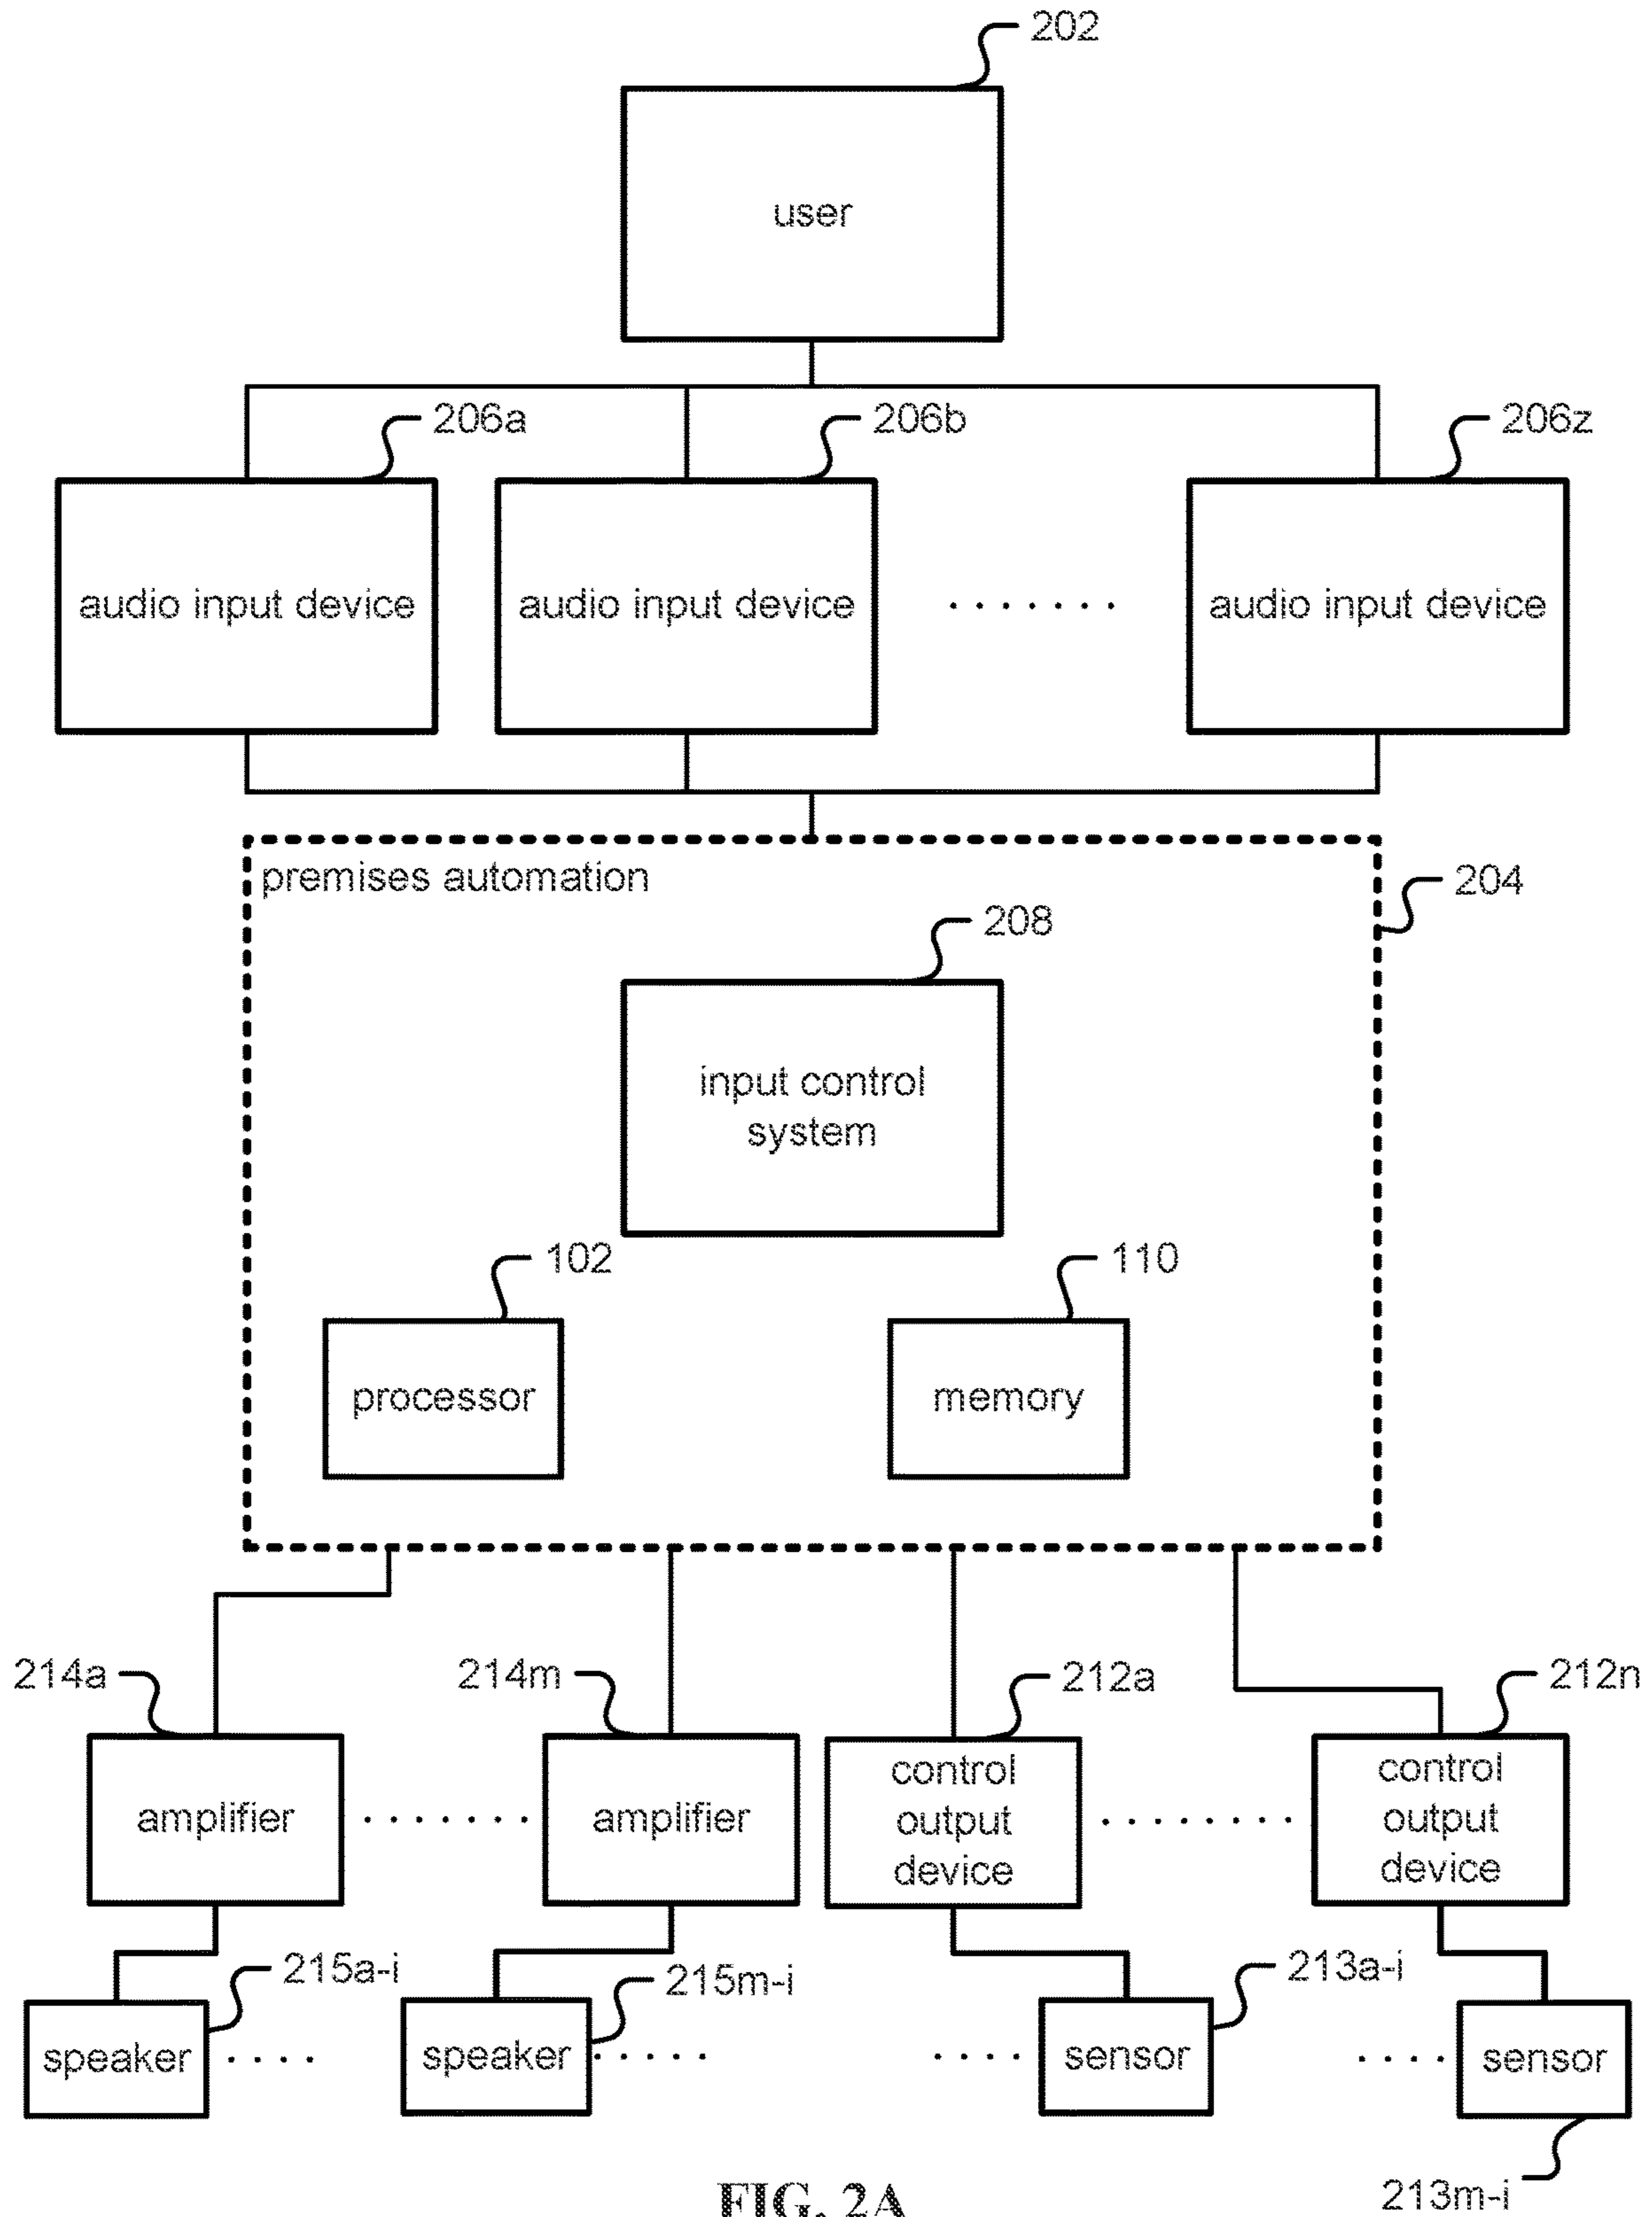 202
user
206a
206b
206z
audio input device
audio input device
. . . . . . .
audio input device
premises automation
204
208
input control
system
102
110
processor
memory
214a
214m
212a
212n
amplifier
. . . . . . .
amplifier
control
output
device
. . . . . . . .
control
output
device
215a-i
215m-i
213a-i
speaker
. . . .
speaker
. . . . .
. . . .
sensor
. . . .
sensor
213m-i
FIG. 2A